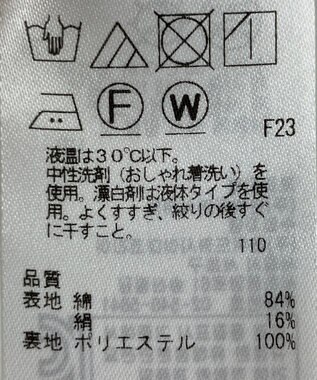 F W
F23
液温は30℃以下。
中性洗剤（おしゃれ着洗い）を
使用。漂白剤は液体タイプを使
用。よくすすぎ、絞りの後すぐ
に干すこと。
110
品質
表地 綿 84%
絹 16%
裏地 ポリエステル 100%